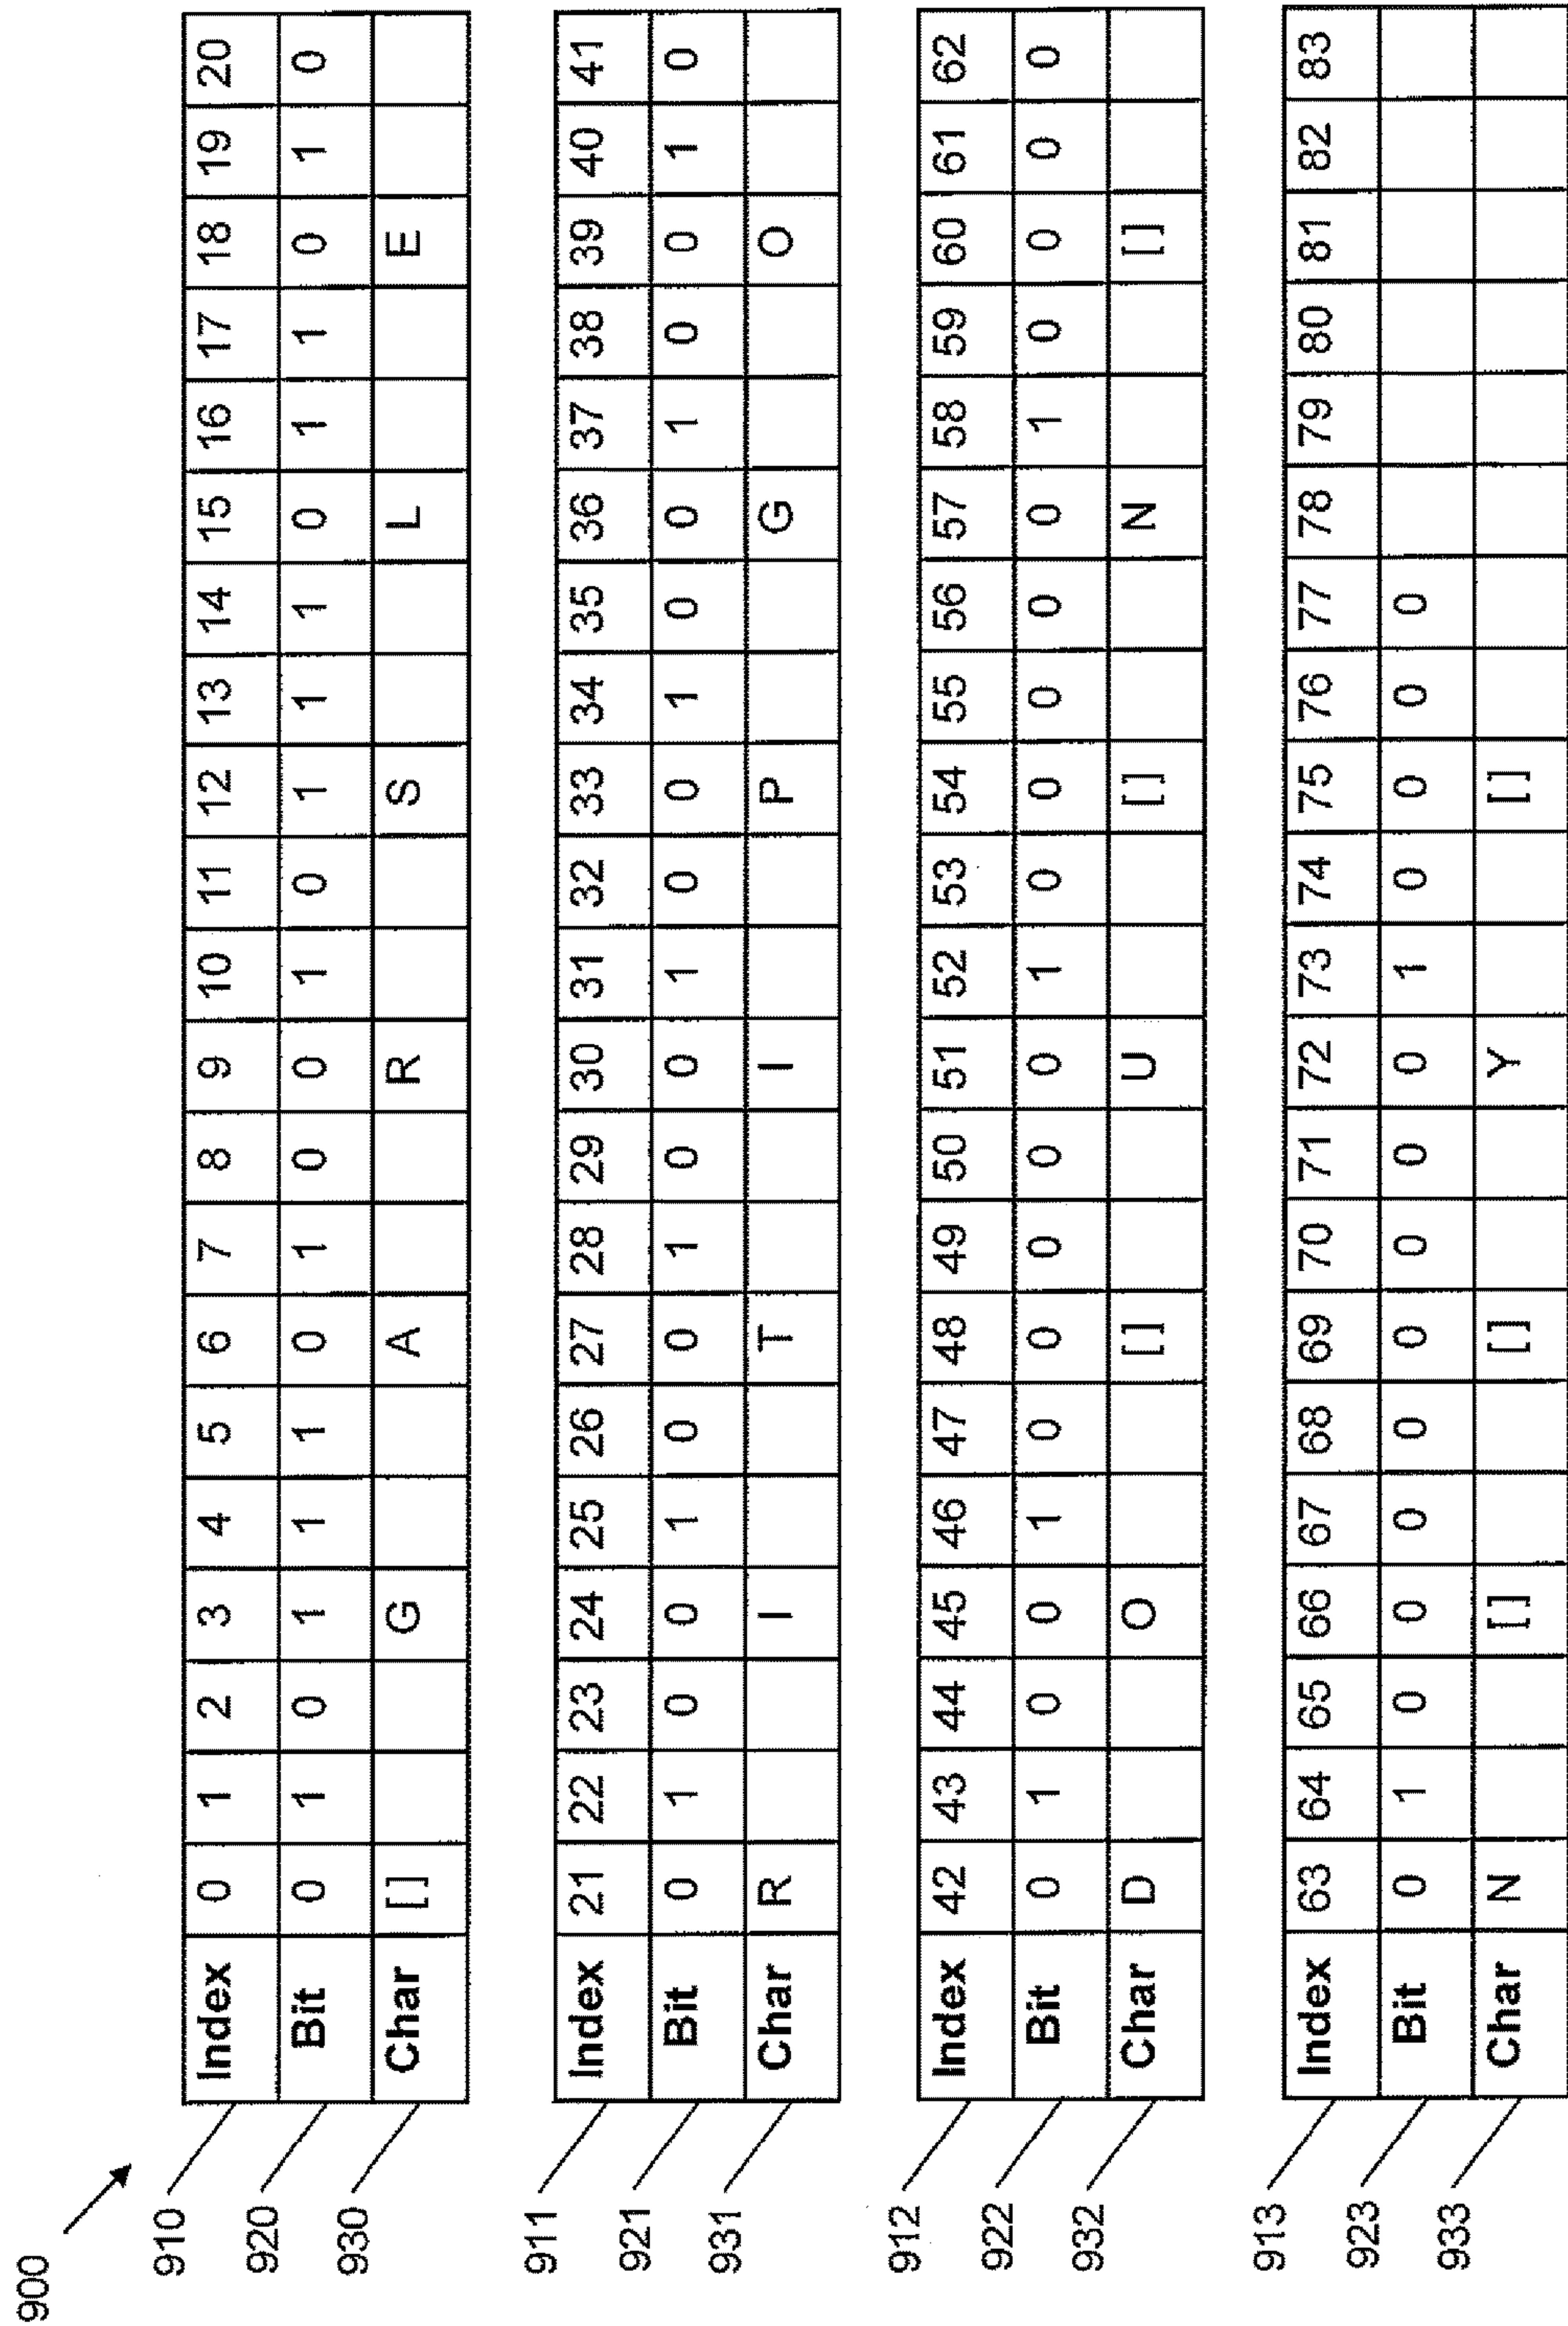 900
910 Index 0 1 2 3 4 5 6 7 8 9 10 11 12 13 14 15 16 17 18 19 20
920 Bit 0 1 0 1 1 1 0 1 0 0 1 0 1 1 1 0 1 1 0 1 0
930 Char [ ] G A R S L E
911 Index 21 22 23 24 25 26 27 28 29 30 31 32 33 34 35 36 37 38 39 40 41
921 Bit 0 1 0 0 1 0 0 1 0 0 1 0 0 1 0 0 1 0 0 1 0
931 Char R I T I P G O
912 Index 42 43 44 45 46 47 48 49 50 51 52 53 54 55 56 57 58 59 60 61 62
922 Bit 0 1 0 0 1 0 0 0 0 0 1 0 0 0 0 0 1 0 0 0 0
932 Char D O [ ] U [ ] N [ ]
913 Index 63 64 65 66 67 68 69 70 71 72 73 74 75 76 77 78 79 80 81 82 83
923 Bit 0 1 0 0 0 0 0 0 0 0 1 0 0 0 0
933 Char N [ ] [ ] Y [ ]